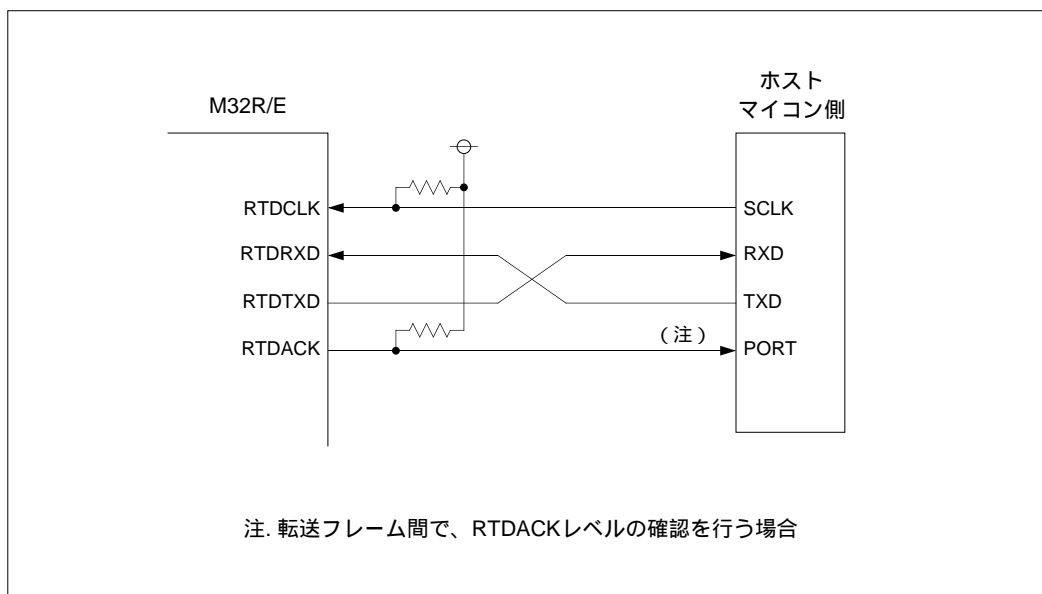 M32R/E
ホスト
マイコン側
RTDCLK
SCLK
RTDRXD
RXD
RTDTXD
TXD
RTDACK
（注）
PORT
注. 転送フレーム間で、RTDACKレベルの確認を行う場合